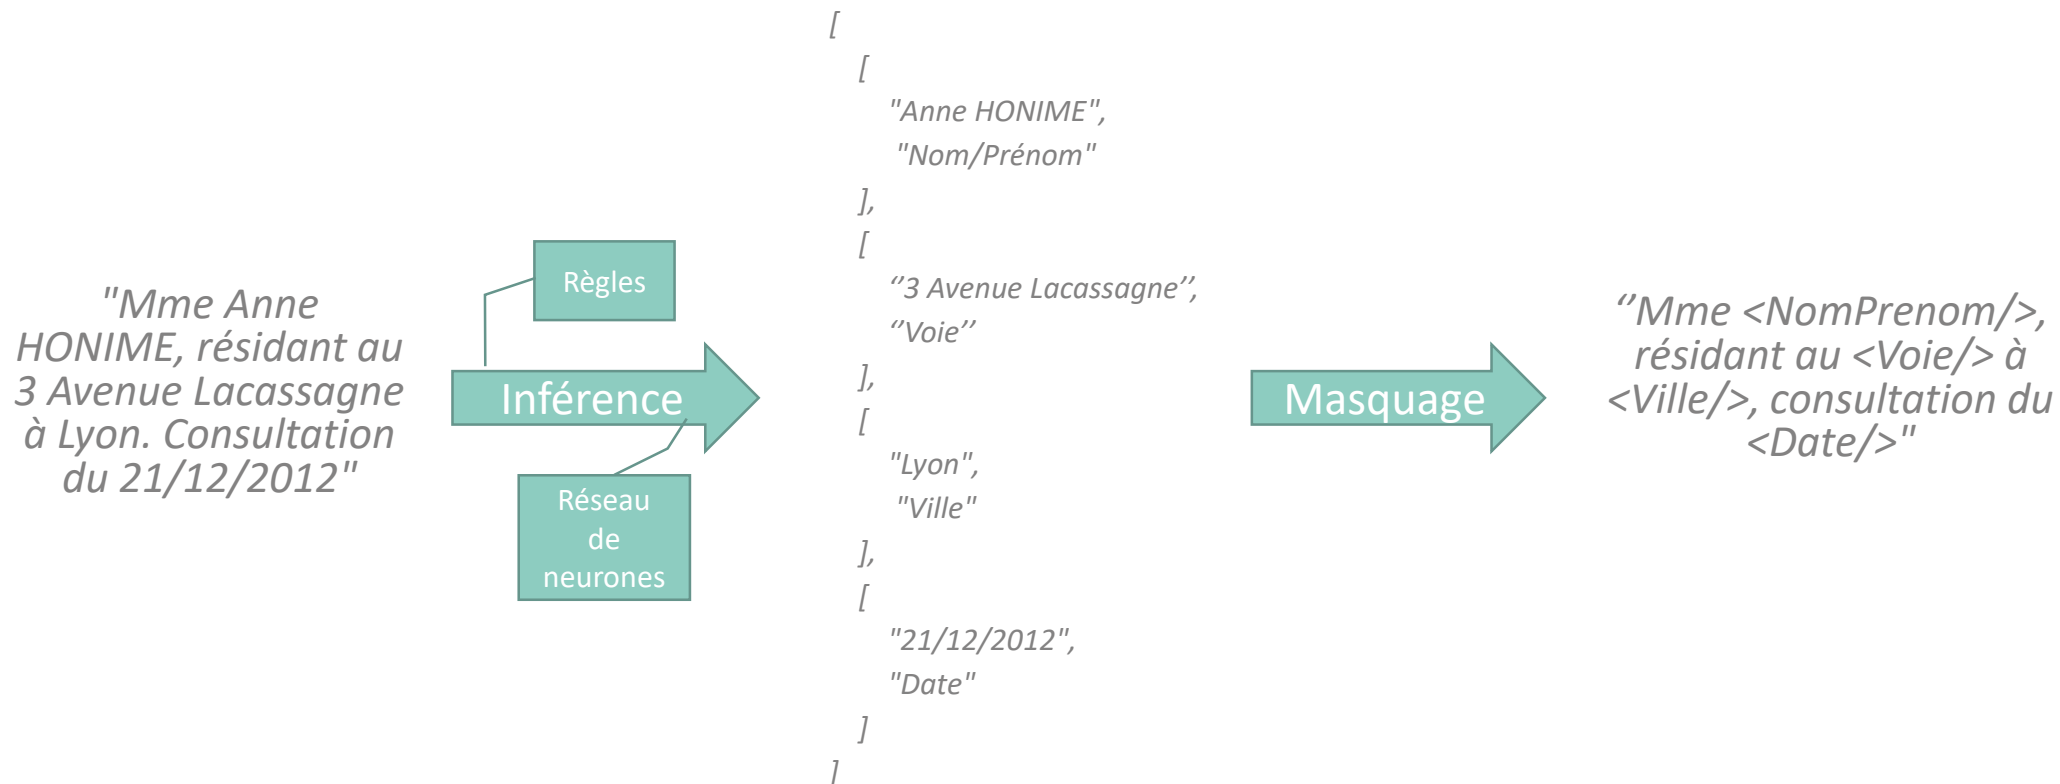 "Mme Anne
HONIME, résidant au
3 Avenue Lacassagne
à Lyon. Consultation
du 21/12/2012"
Règles
Inférence
Réseau
de
neurones
[
[
"Anne HONIME",
"Nom/Prénom"
],
[
‘’3 Avenue Lacassagne’’,
‘’Voie’’
],
[
"Lyon",
"Ville"
],
[
"21/12/2012",
"Date"
]
]
Masquage
‘’Mme <NomPrenom/>,
résidant au <Voie/> à
<Ville/>, consultation du
<Date/>"